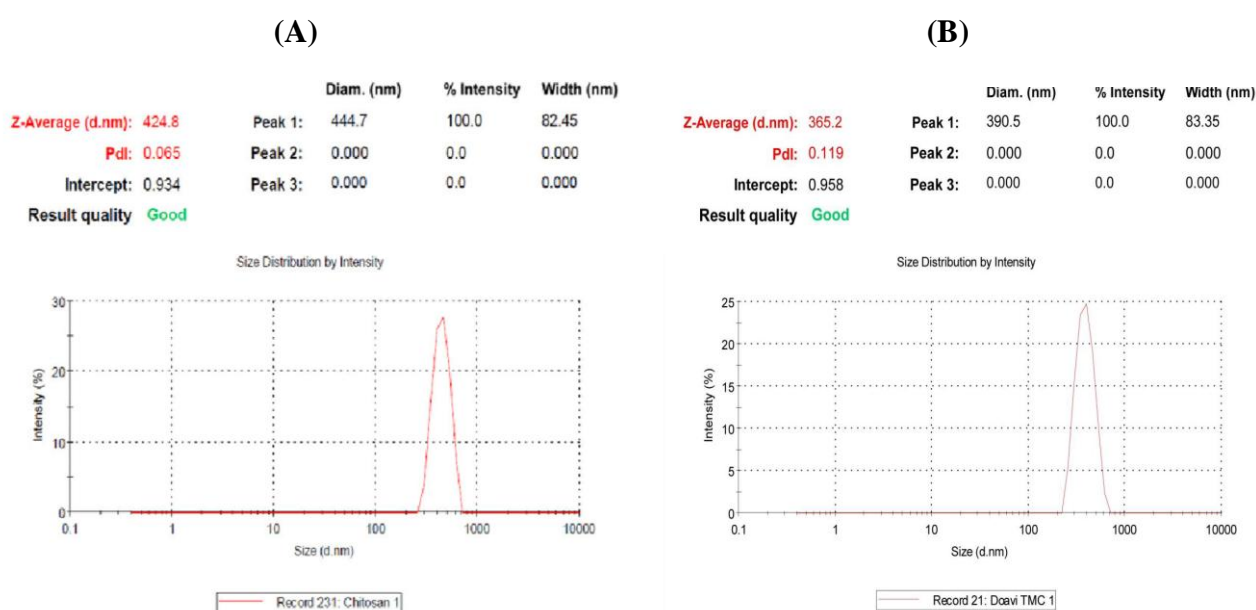 (A)
Diam. (nm) % Intensity Width (nm)
Z-Average (d.nm): 424.8 Peak 1: 444.7 100.0 82.45
PdI: 0.065 Peak 2: 0.000 0.0 0.000
Intercept: 0.934 Peak 3: 0.000 0.0 0.000
Result quality Good
Size Distribution by Intensity
30
20
10
0
Intensity (%)
0.1 1 10 100 1000 10000
Size (d.nm)
Record 231: Chitosan 1
(B)
Diam. (nm) % Intensity Width (nm)
Z-Average (d.nm): 365.2 Peak 1: 390.5 100.0 83.35
PdI: 0.119 Peak 2: 0.000 0.0 0.000
Intercept: 0.958 Peak 3: 0.000 0.0 0.000
Result quality Good
Size Distribution by Intensity
25
20
15
10
5
0
Intensity (%)
0.1 1 10 100 1000 10000
Size (d.nm)
Record 21: Doavi TMC 1